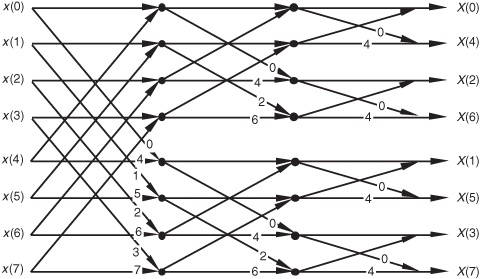 x(0) X(0)
0
x(1) 4 X(4)
0
x(2) 4 X(2)
2 0
x(3) 6 4 X(6)
0
x(4) 4 X(1)
1 0
x(5) 5 4 X(5)
2 0
x(6) 6 4 X(3)
3 2 0
x(7) 7 6 4 X(7)